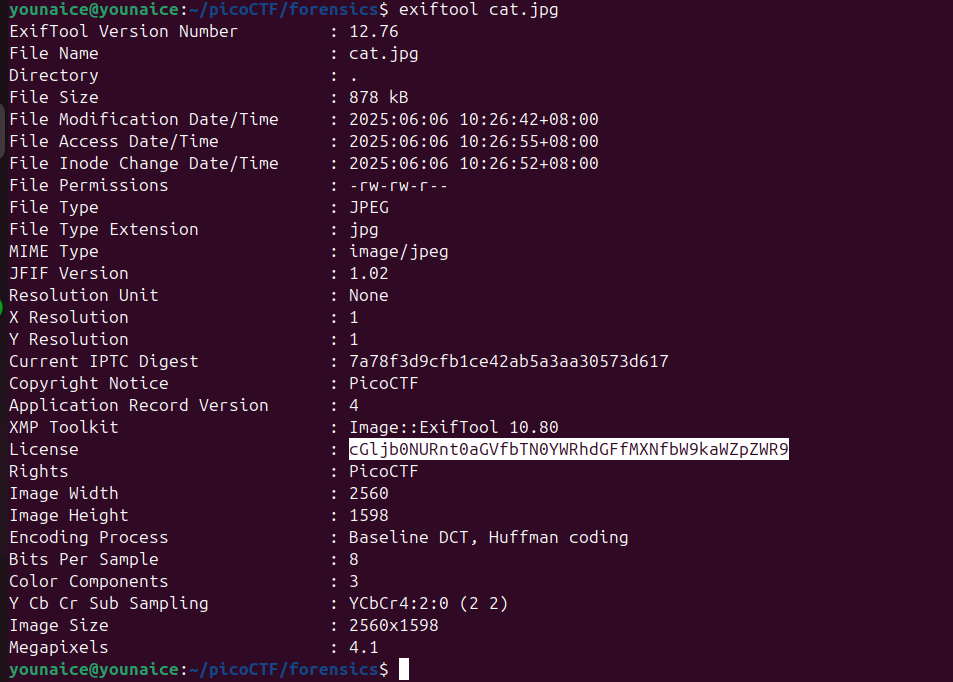 younaice@younaice:~/picoCTF/forensics$ exiftool cat.jpg
ExifTool Version Number : 12.76
File Name : cat.jpg
Directory : .
File Size : 878 kB
File Modification Date/Time : 2025:06:06 10:26:42+08:00
File Access Date/Time : 2025:06:06 10:26:55+08:00
File Inode Change Date/Time : 2025:06:06 10:26:52+08:00
File Permissions : -rw-rw-r--
File Type : JPEG
File Type Extension : jpg
MIME Type : image/jpeg
JFIF Version : 1.02
Resolution Unit : None
X Resolution : 1
Y Resolution : 1
Current IPTC Digest : 7a78f3d9cfb1ce42ab5a3aa30573d617
Copyright Notice : PicoCTF
Application Record Version : 4
XMP Toolkit : Image::ExifTool 10.80
License : cGljb0NURnt0aGVfbTN0YWRhdGFfMXNfbW9kaWZpZWR9
Rights : PicoCTF
Image Width : 2560
Image Height : 1598
Encoding Process : Baseline DCT, Huffman coding
Bits Per Sample : 8
Color Components : 3
Y Cb Cr Sub Sampling : YCbCr4:2:0 (2 2)
Image Size : 2560x1598
Megapixels : 4.1
younaice@younaice:~/picoCTF/forensics$